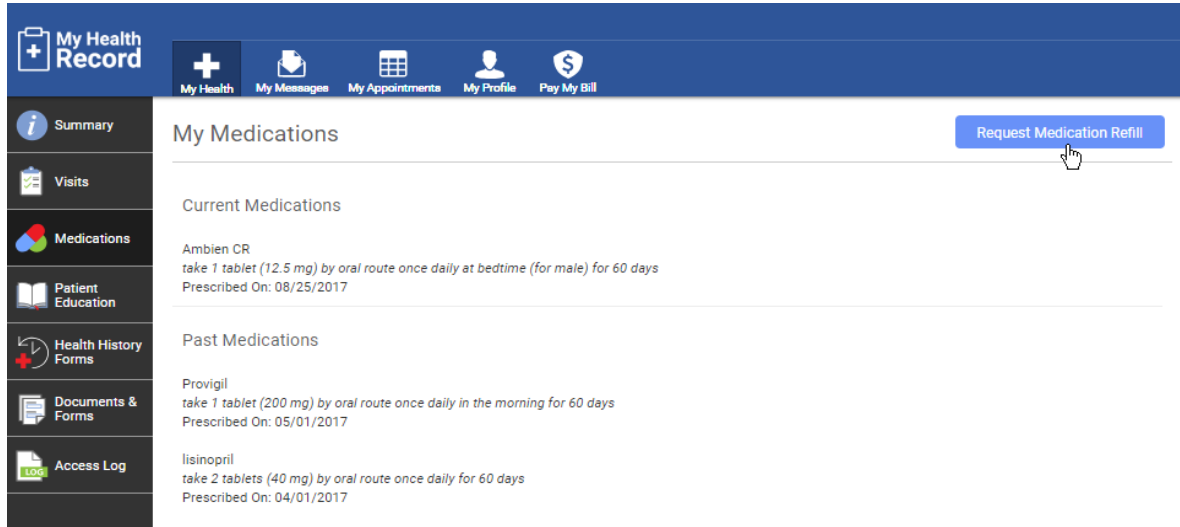 My Health
Record
My Health
My Messages
My Appointments
My Profile
Pay My Bill
Summary
Visits
Medications
Patient
Education
Health History
Forms
Documents &
Forms
LOG
Access Log
My Medications
Request Medication Refill
Current Medications
Ambien CR
take 1 tablet (12.5 mg) by oral route once daily at bedtime (for male) for 60 days
Prescribed On: 08/25/2017
Past Medications
Provigil
take 1 tablet (200 mg) by oral route once daily in the morning for 60 days
Prescribed On: 05/01/2017
lisinopril
take 2 tablets (40 mg) by oral route once daily for 60 days
Prescribed On: 04/01/2017